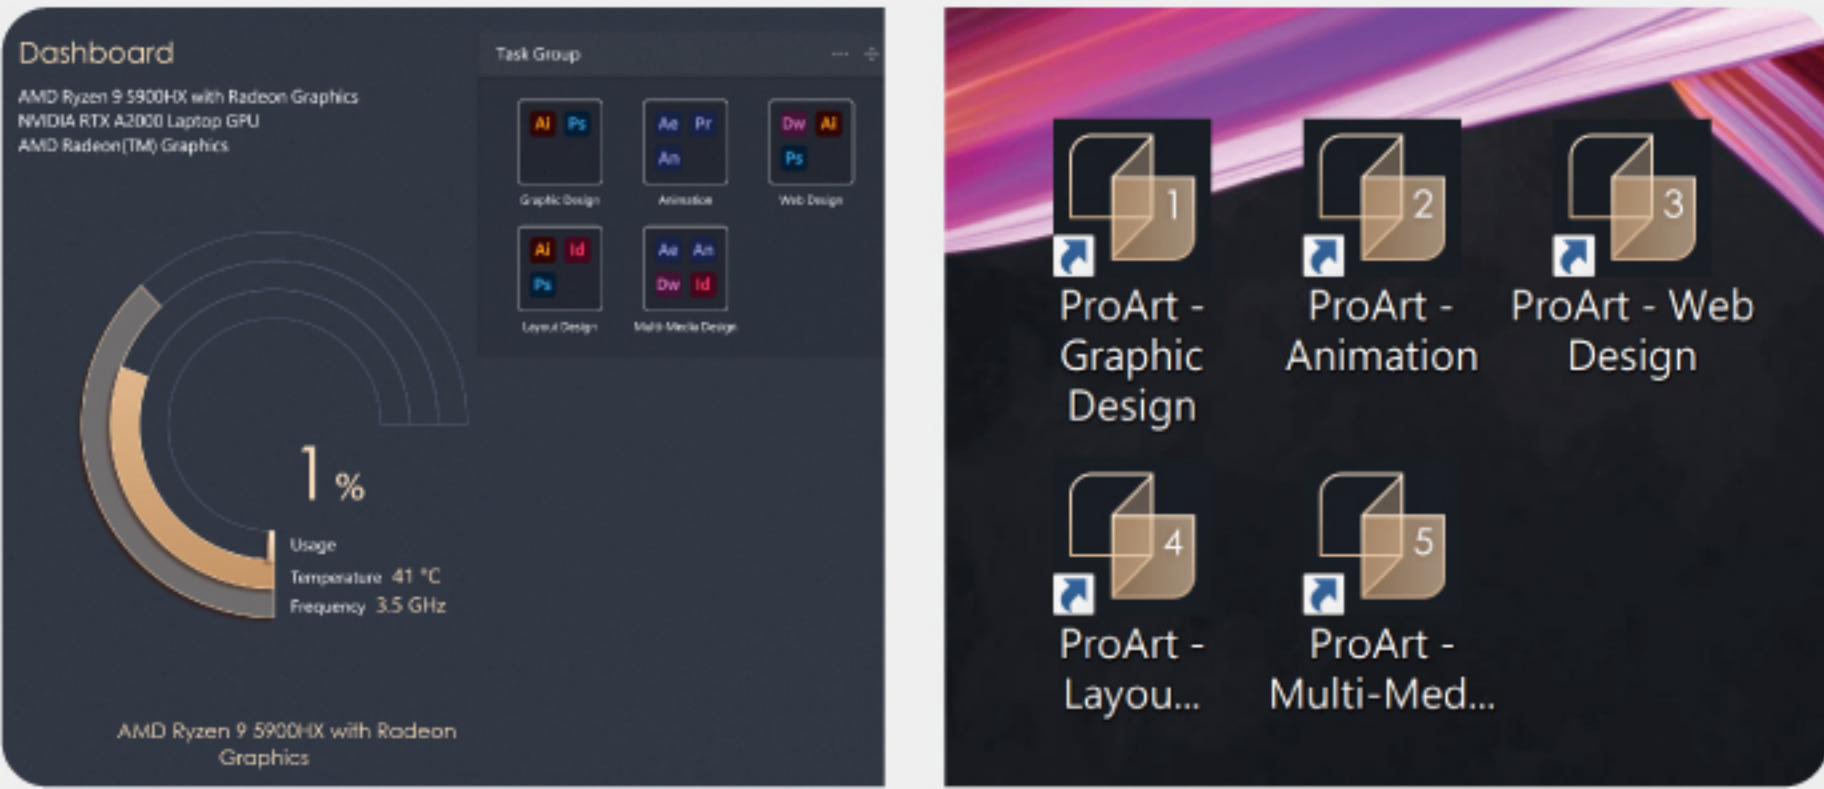 Dashboard
AMD Ryzen 9 5900HX with Radeon Graphics
NVIDIA RTX A2000 Laptop GPU
AMD Radeon(TM) Graphics
1 %
Usage
Temperature 41 °C
Frequency 3.5 GHz
AMD Ryzen 9 5900HX with Radeon
Graphics
Task Group
Ai Ps
Graphic Design
Ae Pr
An
Animation
Dw Ai
Ps
Web Design
Ai Id
Ps
Layout Design
Ae An
Dw Id
Multi-Media Design
1
ProArt -
Graphic
Design
2
ProArt -
Animation
3
ProArt - Web
Design
4
ProArt -
Layou...
5
ProArt -
Multi-Med...